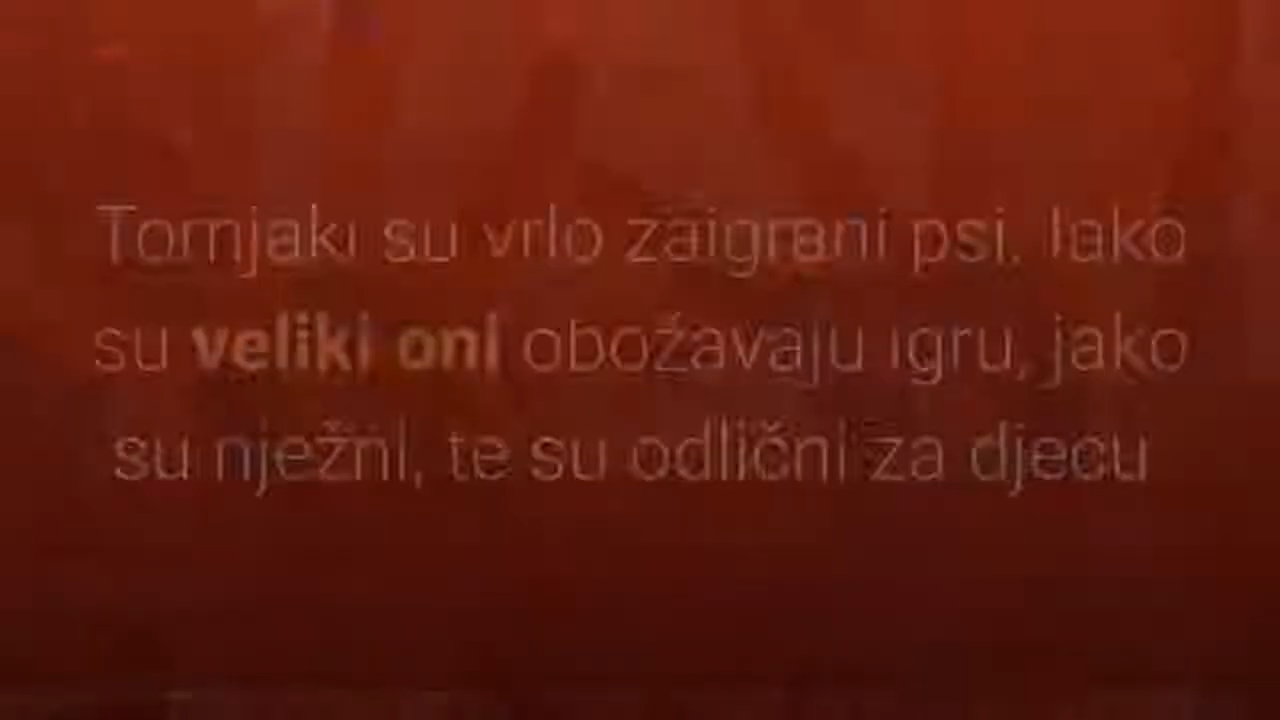 Tornjaki su vrlo zaigrani psi. Iako
su veliki oni obožavaju igru, jako
su nježni, te su odlični za djecu